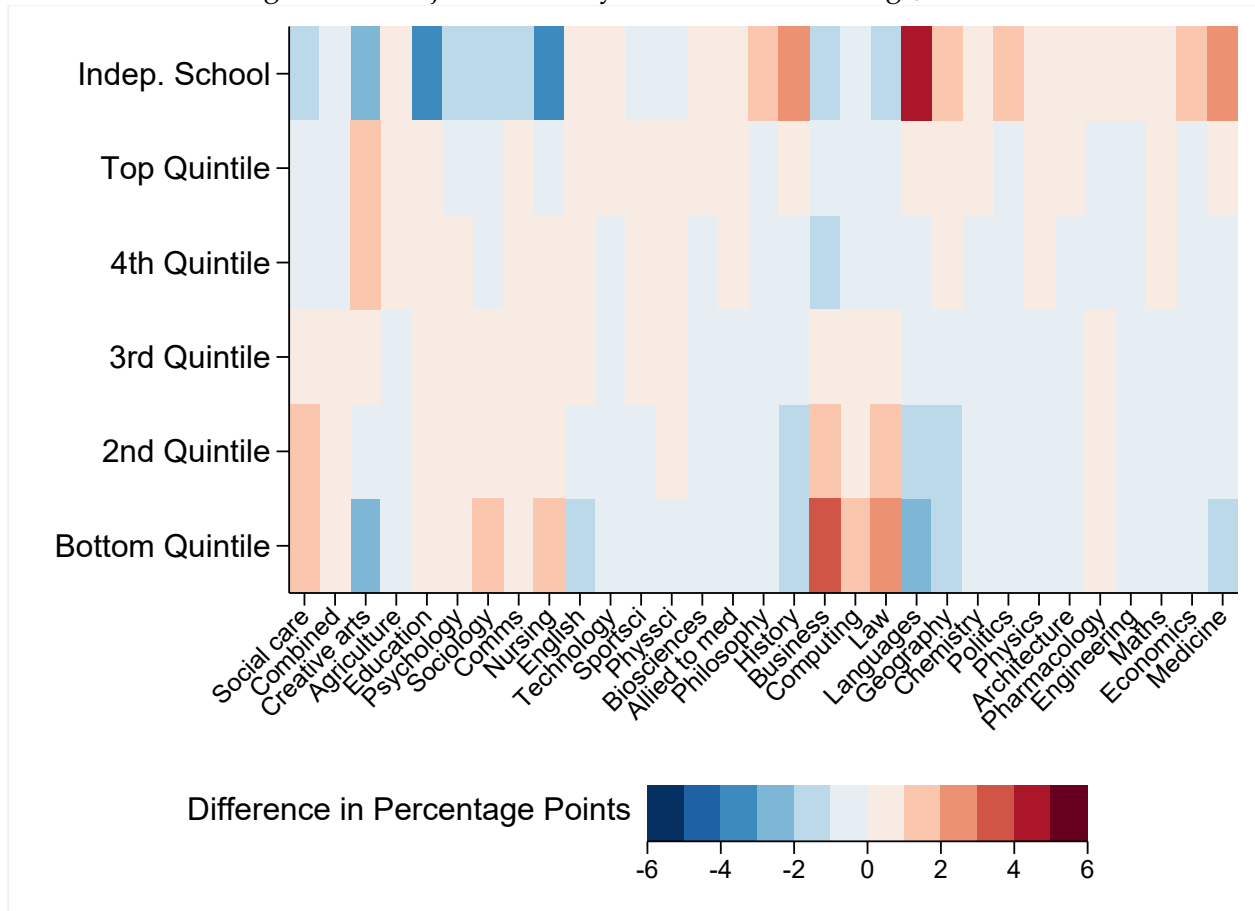 Indep. School
Top Quintile
4th Quintile
3rd Quintile
2nd Quintile
Bottom Quintile
Social care
Combined
Creative arts
Agriculture
Education
Psychology
Sociology
Comms
Nursing
English
Technology
Sportsci
Physsci
Biosciences
Allied to med
Philosophy
History
Business
Computing
Law
Languages
Geography
Chemistry
Politics
Physics
Architecture
Pharmacology
Engineering
Maths
Economics
Medicine
Difference in Percentage Points
-6 -4 -2 0 2 4 6